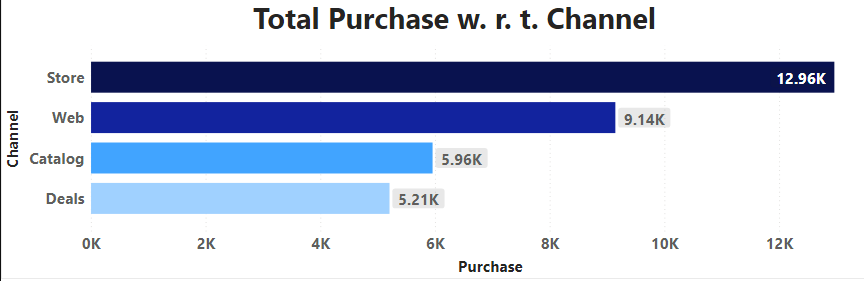 Total Purchase w. r. t. Channel
Channel
Store 12.96K
Web 9.14K
Catalog 5.96K
Deals 5.21K
0K 2K 4K 6K 8K 10K 12K
Purchase